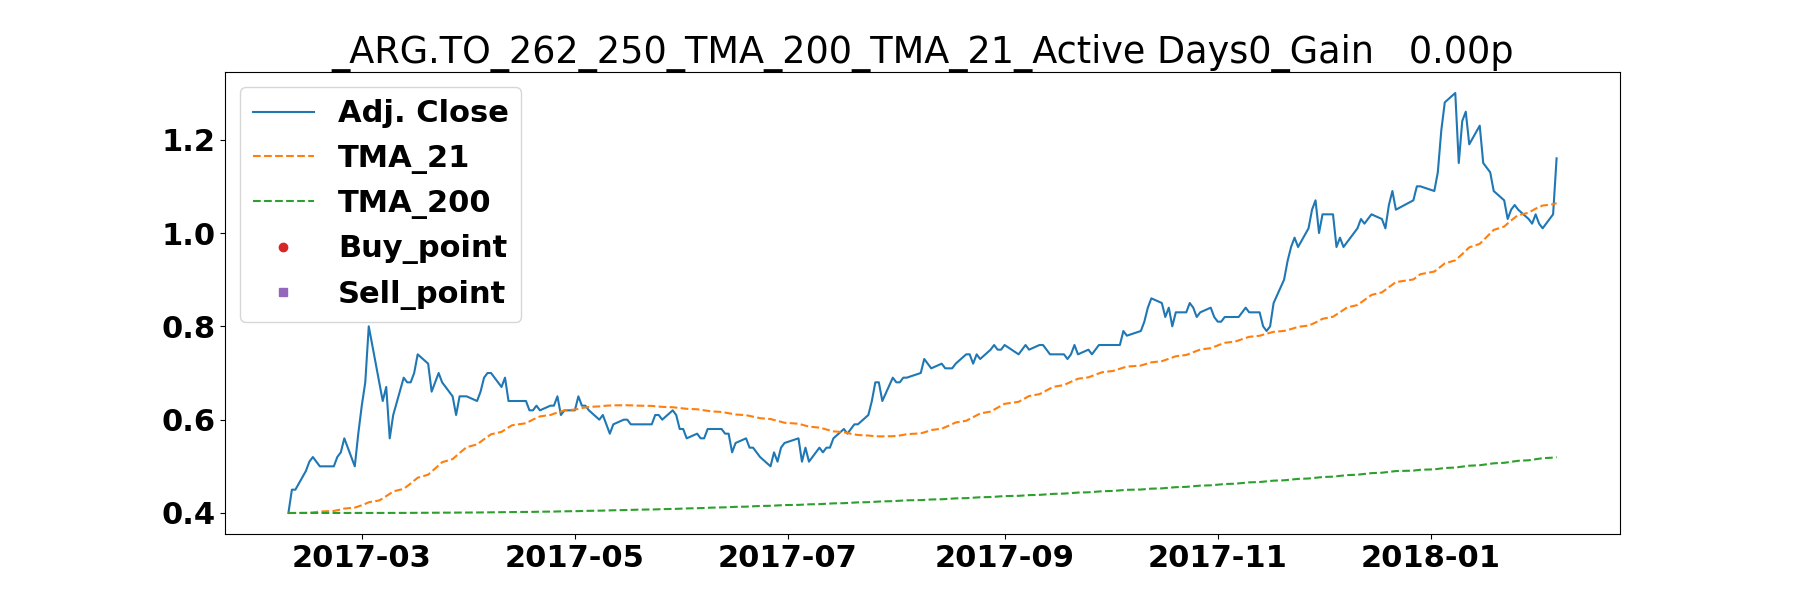 _ARG.TO_262_250_TMA_200_TMA_21_Active Days0_Gain   0.00p
Adj. Close
TMA_21
TMA_200
Buy_point
Sell_point
1.2
1.0
0.8
0.6
0.4
2017-03 2017-05 2017-07 2017-09 2017-11 2018-01